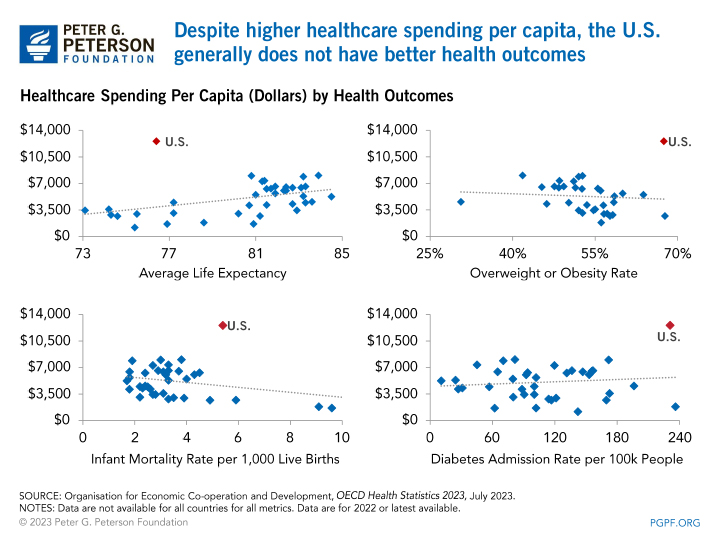 PETER G.
PETERSON
FOUNDATION
Despite higher healthcare spending per capita, the U.S.
generally does not have better health outcomes
Healthcare Spending Per Capita (Dollars) by Health Outcomes
$14,000
$10,500
$7,000
$3,500
$0
U.S.
73 77 81 85
Average Life Expectancy
$14,000
$10,500
$7,000
$3,500
$0
U.S.
25% 40% 55% 70%
Overweight or Obesity Rate
$14,000
$10,500
$7,000
$3,500
$0
U.S.
0 2 4 6 8 10
Infant Mortality Rate per 1,000 Live Births
$14,000
$10,500
$7,000
$3,500
$0
U.S.
0 60 120 180 240
Diabetes Admission Rate per 100k People
SOURCE: Organisation for Economic Co-operation and Development, OECD Health Statistics 2023, July 2023.
NOTES: Data are not available for all countries for all metrics. Data are for 2022 or latest available.
© 2023 Peter G. Peterson Foundation
PGPF.ORG